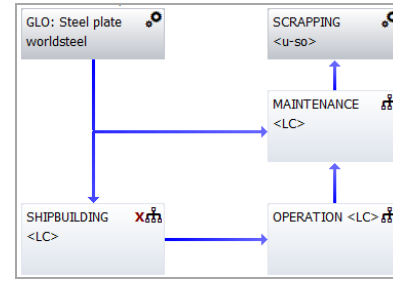 GLO: Steel plate
worldsteel
SCRAPPING
<u-so>
MAINTENANCE
<LC>
SHIPBUILDING X
<LC>
OPERATION <LC>